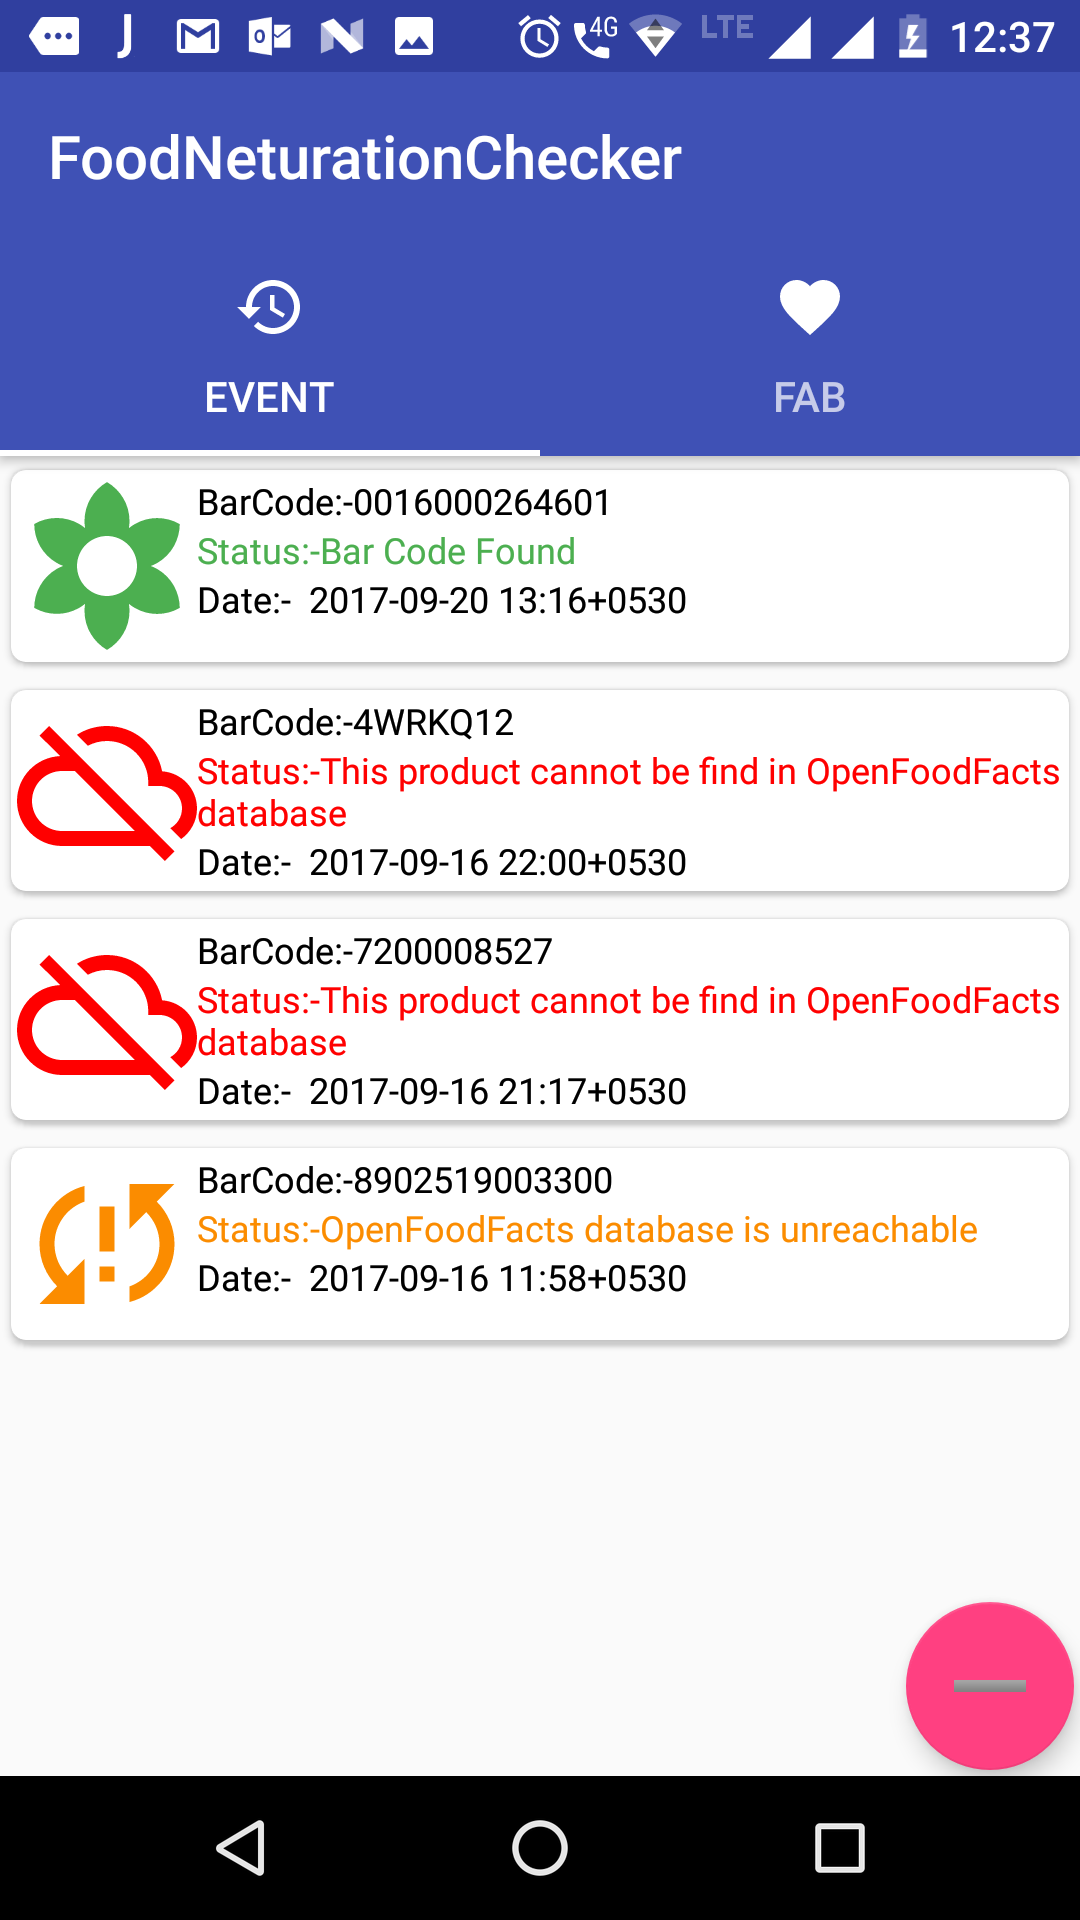 4G LTE 12:37
FoodNeturationChecker
EVENT FAB
BarCode:-0016000264601
Status:-Bar Code Found
Date:-  2017-09-20 13:16+0530
BarCode:-4WRKQ12
Status:-This product cannot be find in OpenFoodFacts
database
Date:-  2017-09-16 22:00+0530
BarCode:-7200008527
Status:-This product cannot be find in OpenFoodFacts
database
Date:-  2017-09-16 21:17+0530
BarCode:-8902519003300
Status:-OpenFoodFacts database is unreachable
Date:-  2017-09-16 11:58+0530